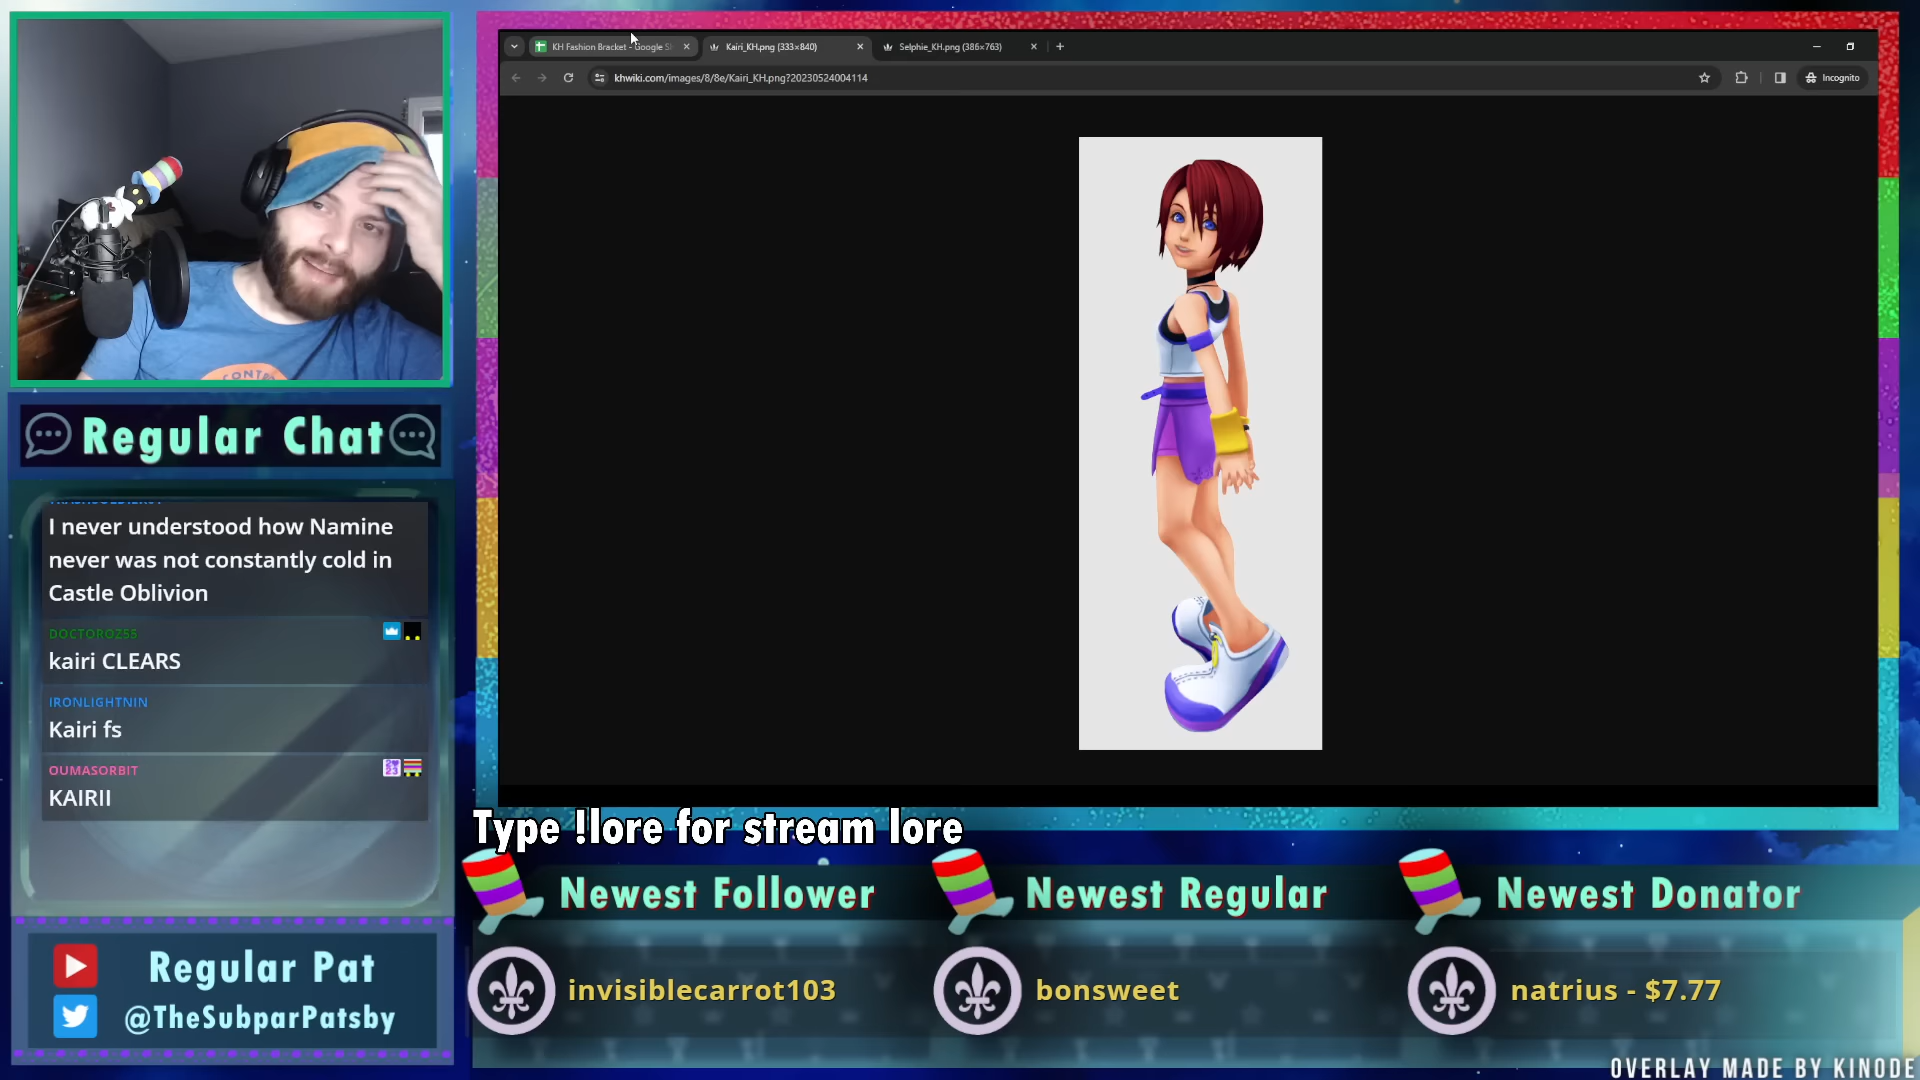 KH Fashion Bracket - Google Sh
Kairi_KH.png (333×840)
Selphie_KH.png (386×763)
khwiki.com/images/8/8e/Kairi_KH.png?20230524004114
Incognito
CONT
Regular Chat
I never understood how Namine
never was not constantly cold in
Castle Oblivion
DOCTOROZ55
kairi CLEARS
IRONLIGHTNIN
Kairi fs
OUMASORBIT
KAIRII
Type !lore for stream lore
Newest Follower
invisiblecarrot103
Newest Regular
bonsweet
Newest Donator
natrius - $7.77
Regular Pat
@TheSubparPatsby
OVERLAY MADE BY KINODE